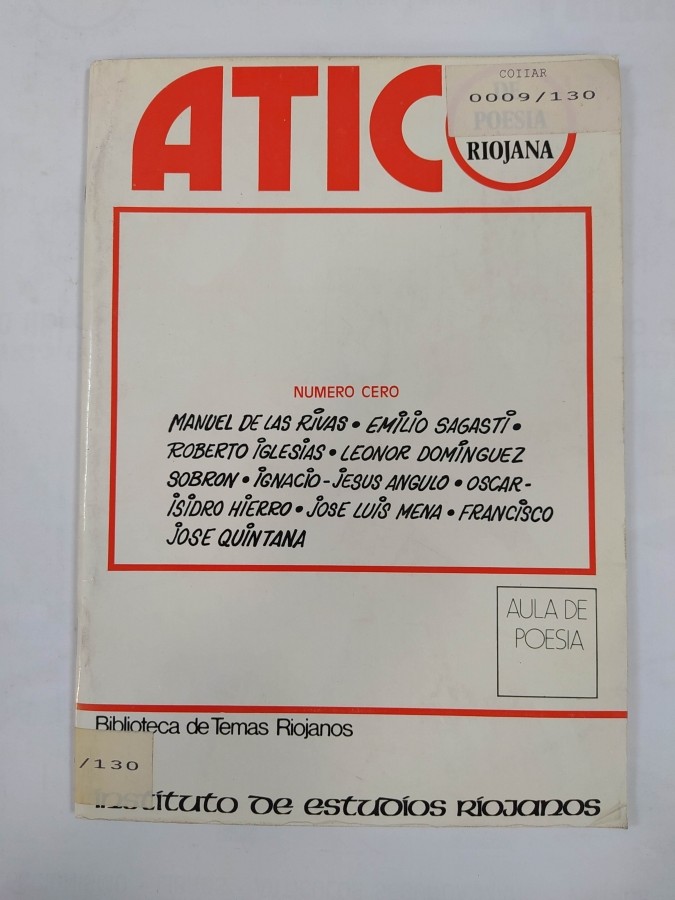 ATICO
COIIAR
0009/130
DE
POESIA
RIOJANA
NUMERO CERO
MANUEL DE LAS RIVAS • EMILIO SAGASTI •
ROBERTO IGLESIAS • LEONOR DOMINGUEZ
SOBRON • IGNACIO-JESUS ANGULO • OSCAR-
ISIDRO HIERRO • JOSE LUIS MENA • FRANCISCO
JOSE QUINTANA
AULA DE
POESIA
Biblioteca de Temas Riojanos
/130
instituto de estudios riojanos